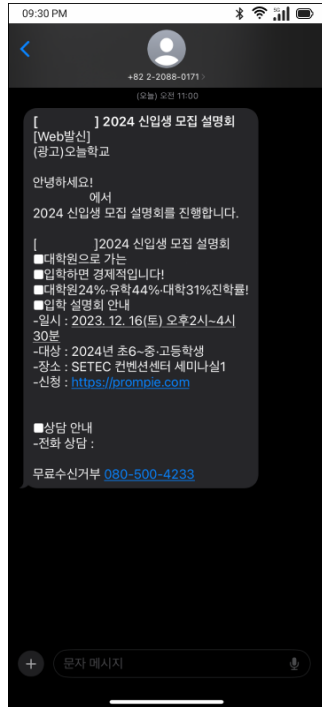 09:30 PM
+82 2-2088-0171
(오늘) 오전 11:00
[ ] 2024 신입생 모집 설명회
[Web발신]
(광고)오늘학교
안녕하세요!
에서
2024 신입생 모집 설명회를 진행합니다.
[ ]2024 신입생 모집 설명회
■대학원으로 가는
■입학하면 경제적입니다!
■대학원24%·유학44%·대학31%진학률!
■입학 설명회 안내
-일시 : 2023. 12. 16(토) 오후2시~4시
30분
-대상 : 2024년 초6~중·고등학생
-장소 : SETEC 컨벤션센터 세미나실1
-신청 : https://prompie.com
■상담 안내
-전화 상담 :
무료수신거부 080-500-4233
문자 메시지